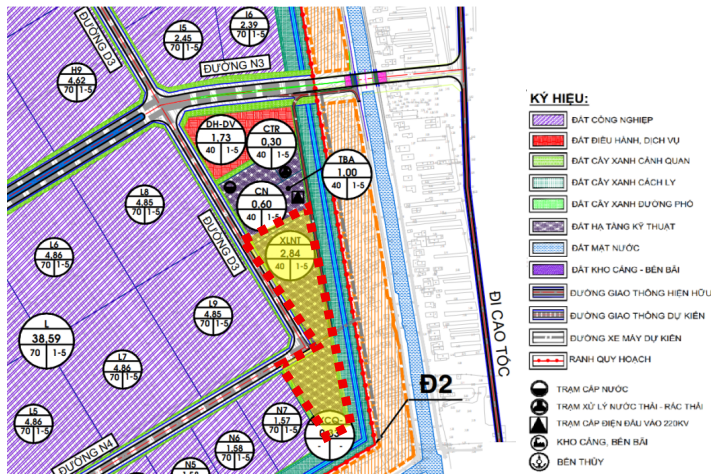 I6
2.39
70 1-5
I5
2.45
70 1-5
ĐƯỜNG D3
ĐƯỜNG N3
H9
4.62
70 1-5
DH-DV
1,73
40 1-5
CTR
0,30
40 1-5
TBA
1,00
40 1-5
CN
0,60
40 1-5
L8
4.85
70 1-5
ĐƯỜNG D3
XLNT
2,84
40 1-5
L6
4.86
70 1-5
L9
4.85
70 1-5
L
38.59
70 1-5
L7
4.86
70 1-5
L5
4.86
70 1-5
N7
1.57
70 1-5
N6
1.58
70 1-5
N5
1.58
ĐƯỜNG N4
Đ2
ĐI CAO TỐC
KÝ HIỆU:
ĐẤT CÔNG NGHIỆP
ĐẤT ĐIỀU HÀNH, DỊCH VỤ
ĐẤT CÂY XANH CẢNH QUAN
ĐẤT CÂY XANH CÁCH LY
ĐẤT CÂY XANH ĐƯỜNG PHỐ
ĐẤT HẠ TẦNG KỸ THUẬT
ĐẤT MẶT NƯỚC
ĐẤT KHO CẢNG - BẾN BÃI
ĐƯỜNG GIAO THÔNG HIỆN HỮU
ĐƯỜNG GIAO THÔNG DỰ KIẾN
ĐƯỜNG XE MÁY DỰ KIẾN
RANH QUY HOẠCH
TRẠM CẤP NƯỚC
TRẠM XỬ LÝ NƯỚC THẢI - RÁC THẢI
TRẠM CẤP ĐIỆN ĐẦU VÀO 220KV
KHO CẢNG, BẾN BÃI
BẾN THỦY